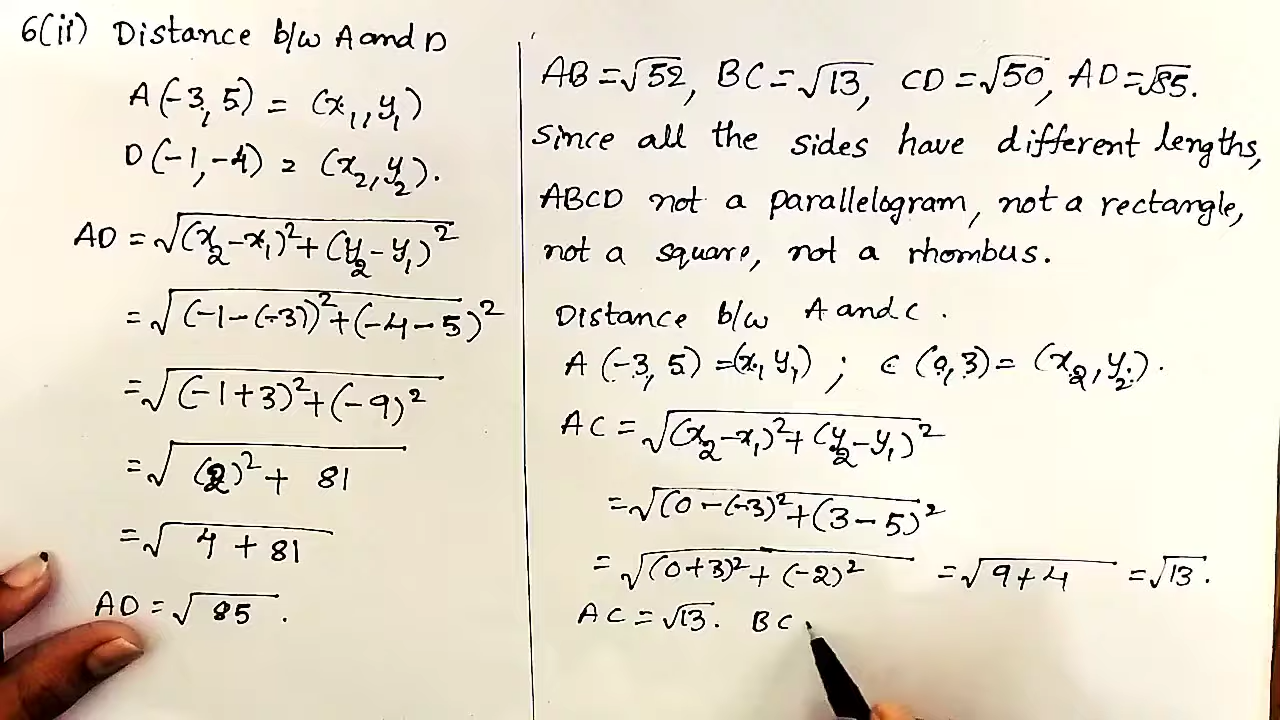 6(ii) Distance b/w A and D
A(-3, 5) = (x₁, y₁)
D(-1, -4) = (x₂, y₂).
AD = √(x₂-x₁)²+(y₂-y₁)²
= √(-1-(-3))²+(-4-5)²
= √(-1+3)²+(-9)²
= √(2)²+ 81
= √4 + 81
AD = √85 .
AB = √52, BC = √13, CD = √50, AD = √85.
Since all the sides have different lengths,
ABCD not a parallelogram, not a rectangle,
not a square, not a rhombus.
Distance b/w A and C .
A (-3, 5) = (x₁, y₁) ; C (0, 3) = (x₂, y₂).
AC = √(x₂-x₁)²+(y₂-y₁)²
= √(0-(-3)²+(3-5)²
= √(0+3)²+(-2)² = √9+4 = √13.
AC = √13. BC